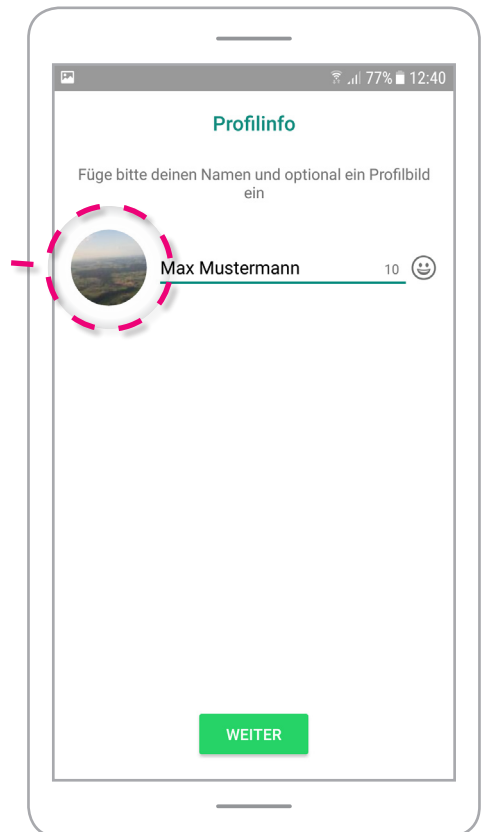 77% 12:40
Profilinfo
Füge bitte deinen Namen und optional ein Profilbild
ein
Max Mustermann 10
WEITER